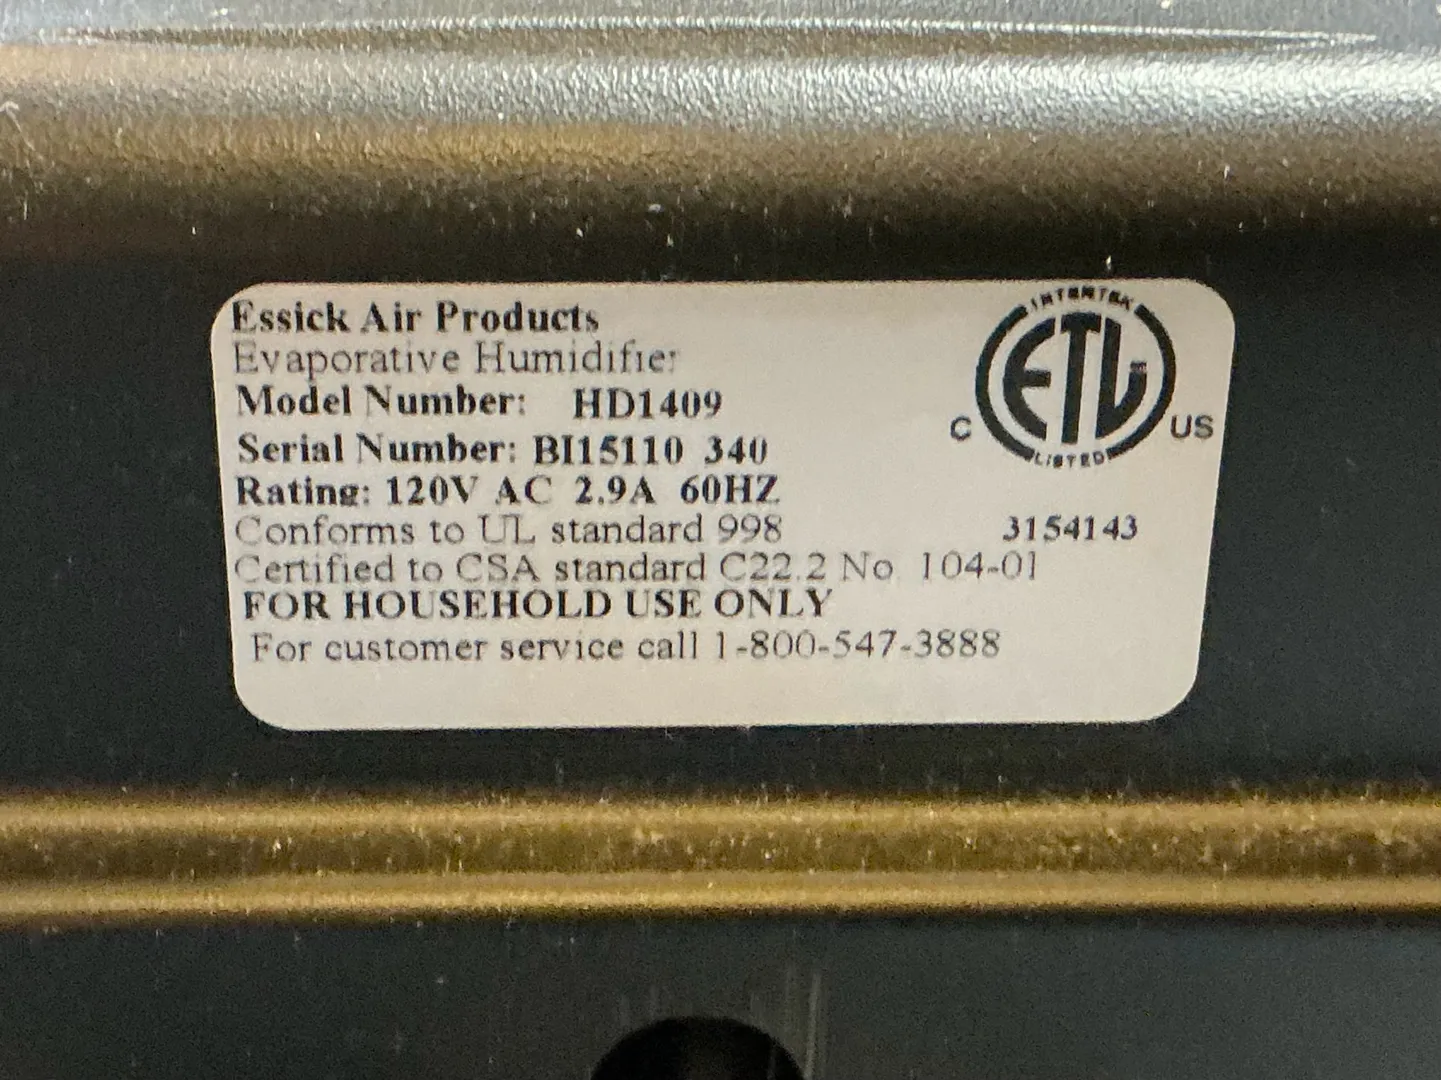 Essick Air Products
Evaporative Humidifier
Model Number: HD1409
Serial Number: BI15110 340
Rating: 120V AC 2.9A 60HZ
Conforms to UL standard 998
Certified to CSA standard C22.2 No 104-01
FOR HOUSEHOLD USE ONLY
For customer service call 1-800-547-3888
INTERTEK
ETL
C US
LISTED
3154143